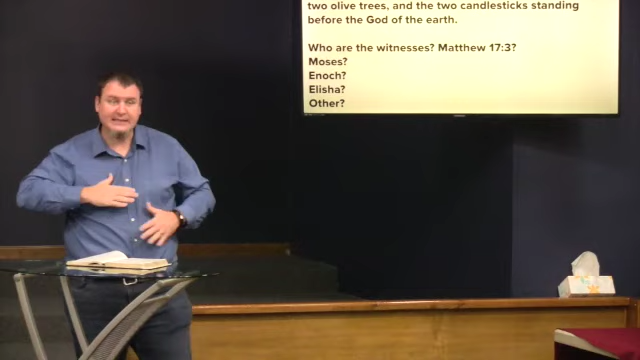 two olive trees, and the two candlesticks standing
before the God of the earth.
Who are the witnesses? Matthew 17:3?
Moses?
Enoch?
Elisha?
Other?